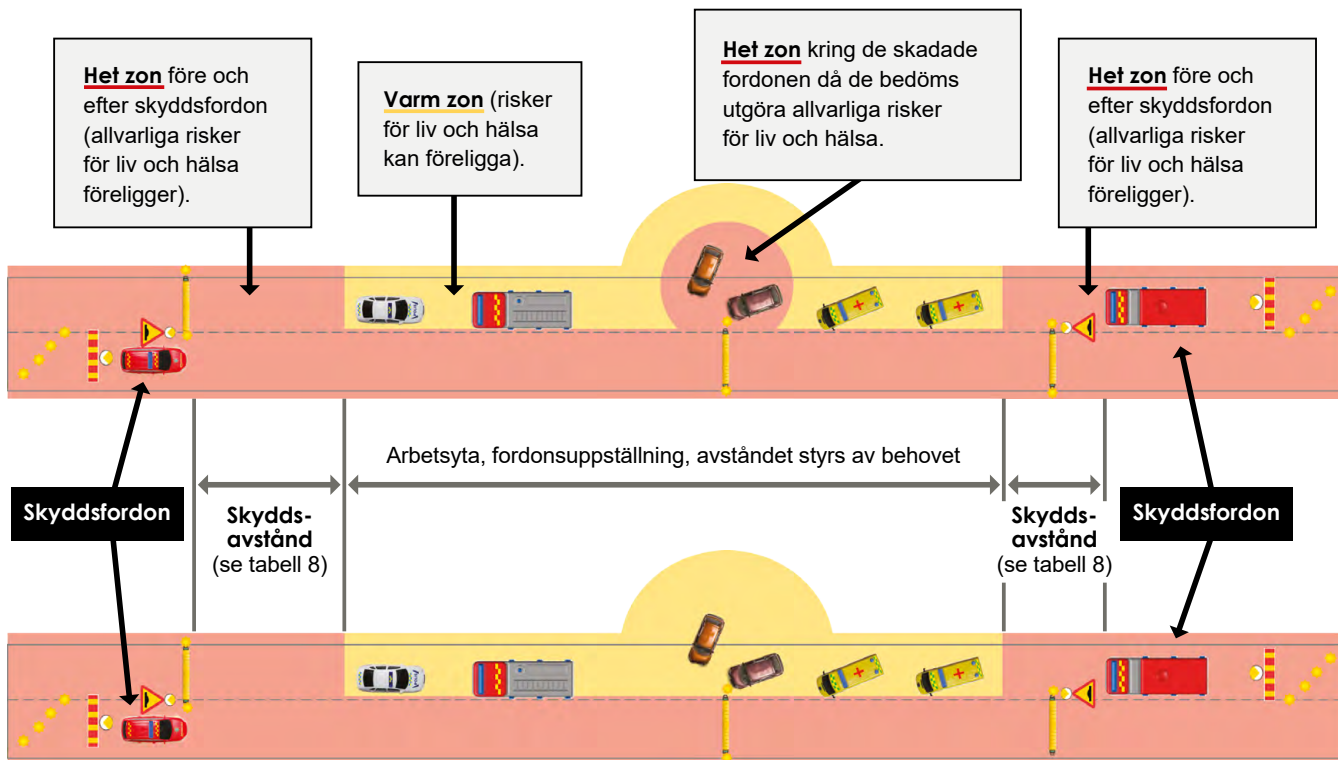 Het zon före och
efter skyddsfordon
(allvarliga risker
för liv och hälsa
föreligger).
Varm zon (risker
för liv och hälsa
kan föreligga).
Het zon kring de skadade
fordonen då de bedöms
utgöra allvarliga risker
för liv och hälsa.
Het zon före och
efter skyddsfordon
(allvarliga risker
för liv och hälsa
föreligger).
Arbetsyta, fordonsuppställning, avståndet styrs av behovet
Skyddsfordon
Skydds-
avstånd
(se tabell 8)
Skydds-
avstånd
(se tabell 8)
Skyddsfordon